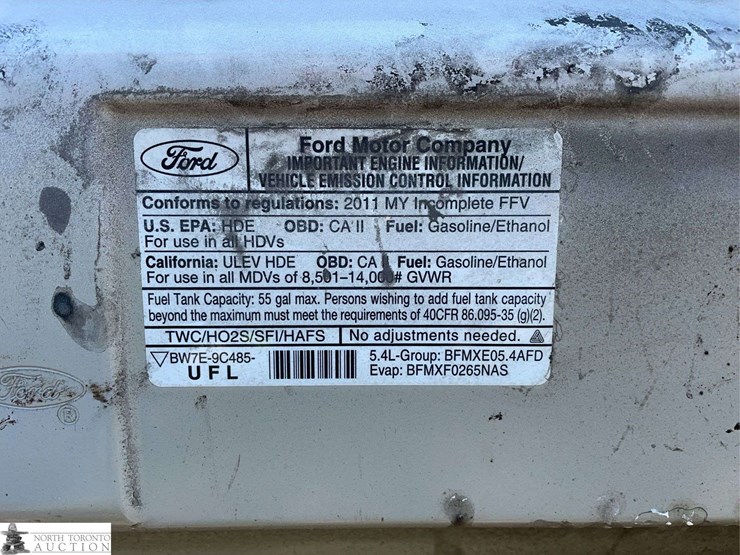 Ford
Ford Motor Company
IMPORTANT ENGINE INFORMATION/
VEHICLE EMISSION CONTROL INFORMATION
Conforms to regulations: 2011 MY Incomplete FFV
U.S. EPA: HDE OBD: CA II Fuel: Gasoline/Ethanol
For use in all HDVs
California: ULEV HDE OBD: CA II Fuel: Gasoline/Ethanol
For use in all MDVs of 8,501-14,000# GVWR
Fuel Tank Capacity: 55 gal max. Persons wishing to add fuel tank capacity
beyond the maximum must meet the requirements of 40CFR 86.095-35 (g)(2).
TWC/HO2S/SFI/HAFS No adjustments needed.
BW7E-9C485-
UFL
5.4L-Group: BFMXE05.4AFD
Evap: BFMXF0265NAS
Ford
®
NORTH TORONTO
AUCTION